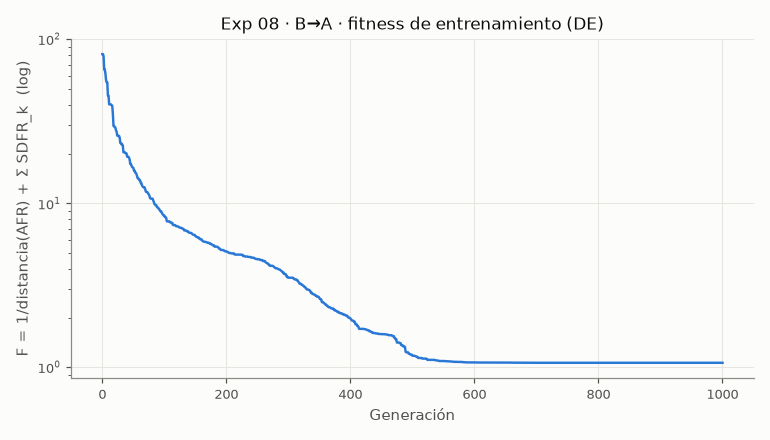 Exp 08 · B→A · fitness de entrenamiento (DE)
F = 1/distancia(AFR) + Σ SDFR_k (log)
10²
10¹
10⁰
0 200 400 600 800 1000
Generación